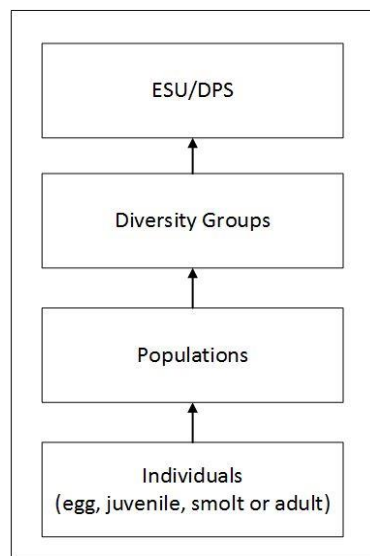 ESU/DPS
Diversity Groups
Populations
Individuals
(egg, juvenile, smolt or adult)